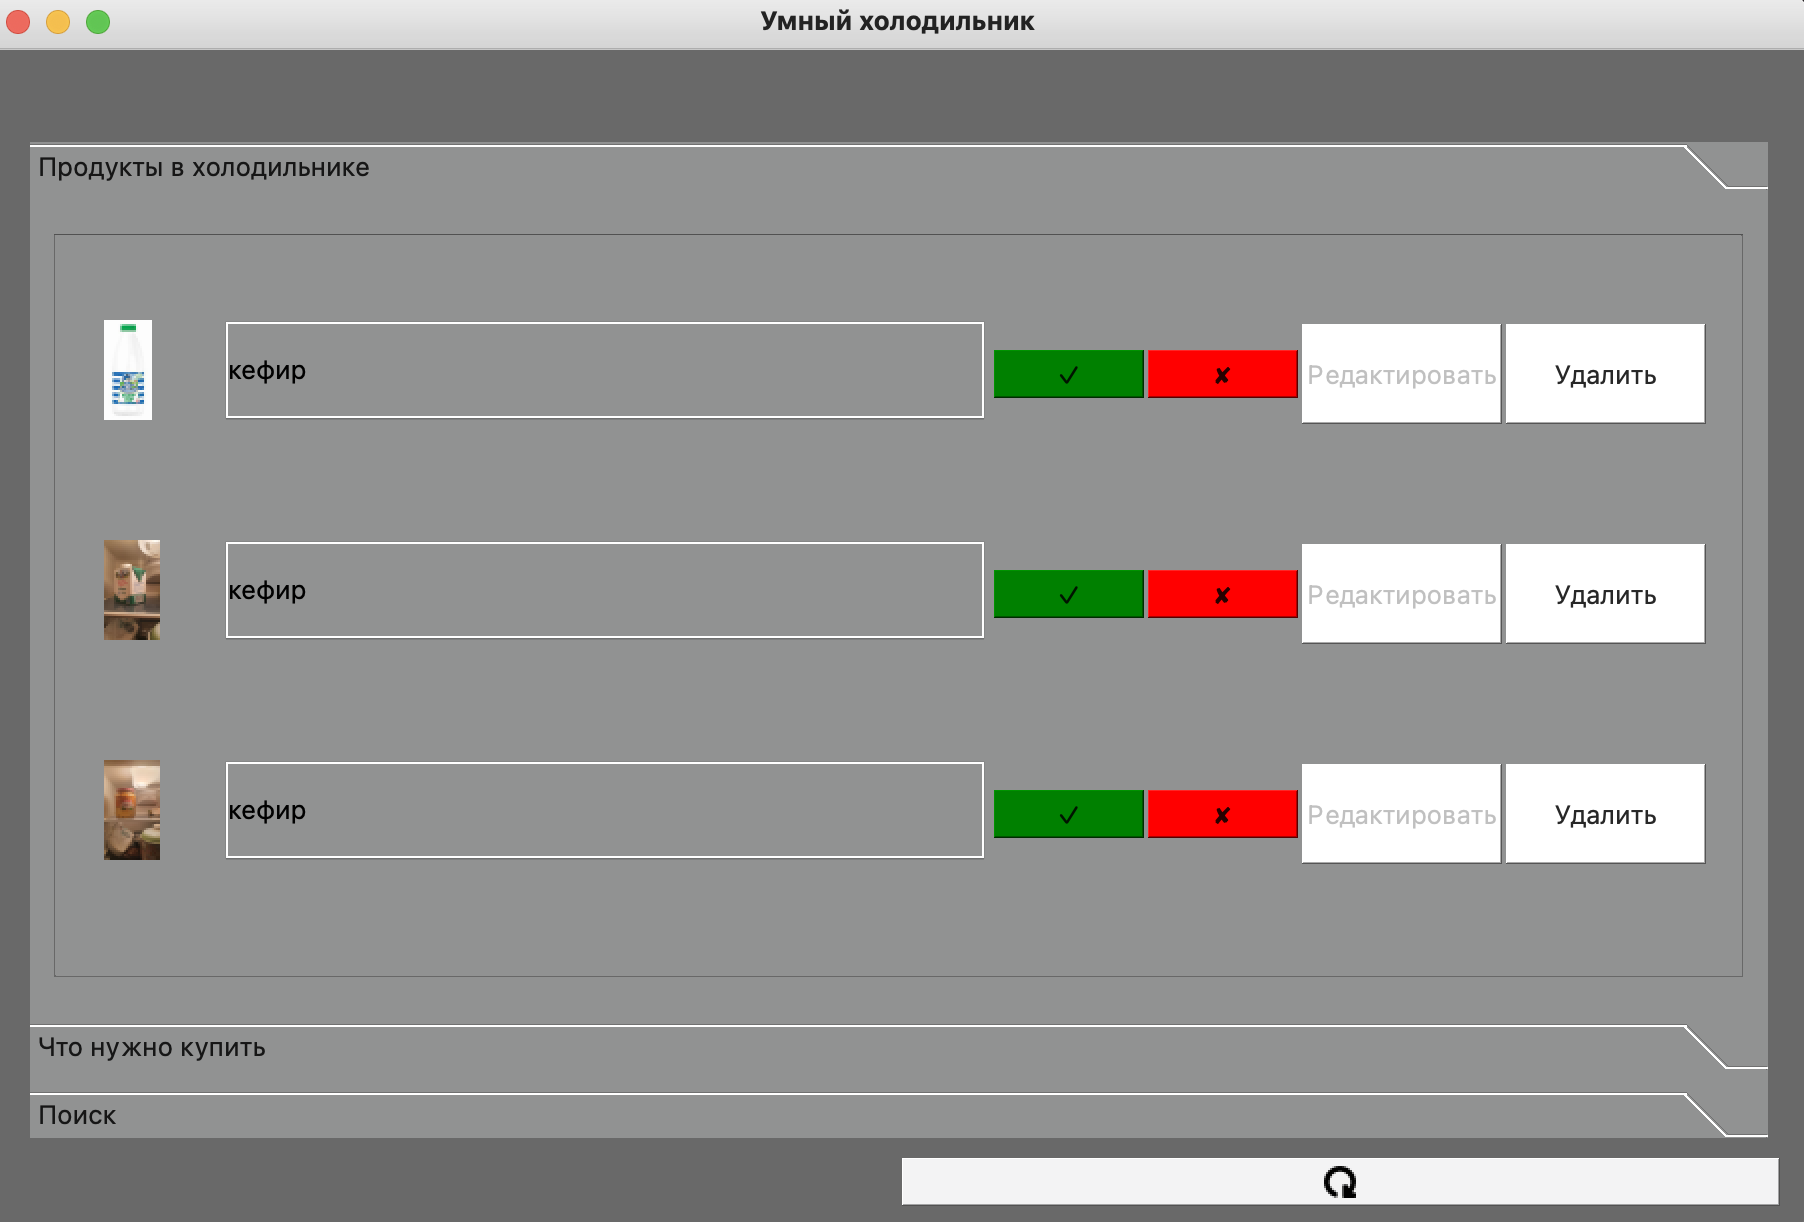 Умный холодильник
Продукты в холодильнике
кефир ✓ ✘ Редактировать Удалить
кефир ✓ ✘ Редактировать Удалить
кефир ✓ ✘ Редактировать Удалить
Что нужно купить
Поиск